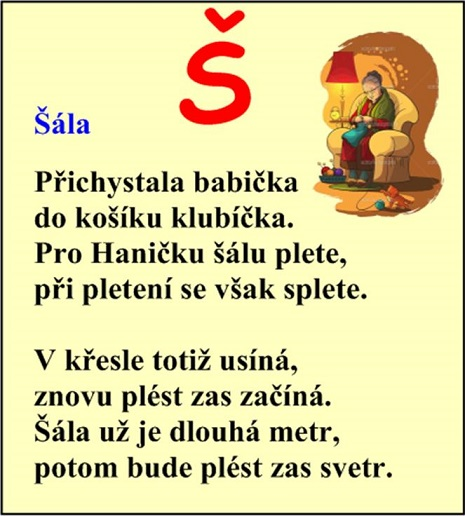 Š
Šála
Přichystala babička
do košíku klubíčka.
Pro Haničku šálu plete,
při pletení se však splete.
V křesle totiž usíná,
znovu plést zas začíná.
Šála už je dlouhá metr,
potom bude plést zas svetr.